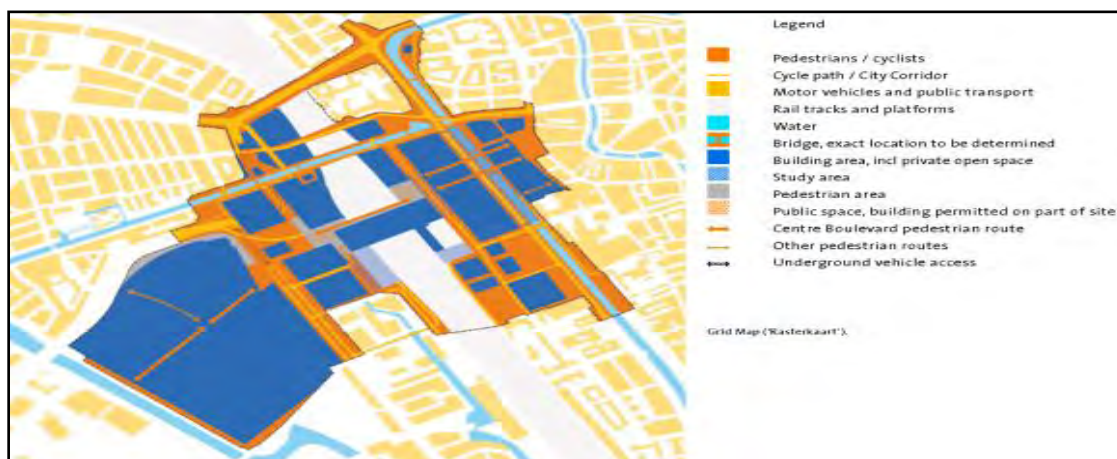 Legend
Pedestrians / cyclists
Cycle path / City Corridor
Motor vehicles and public transport
Rail tracks and platforms
Water
Bridge, exact location to be determined
Building area, incl private open space
Study area
Pedestrian area
Public space, building permitted on part of site
Centre Boulevard pedestrian route
Other pedestrian routes
Underground vehicle access
Grid Map ('Rasterkaart').